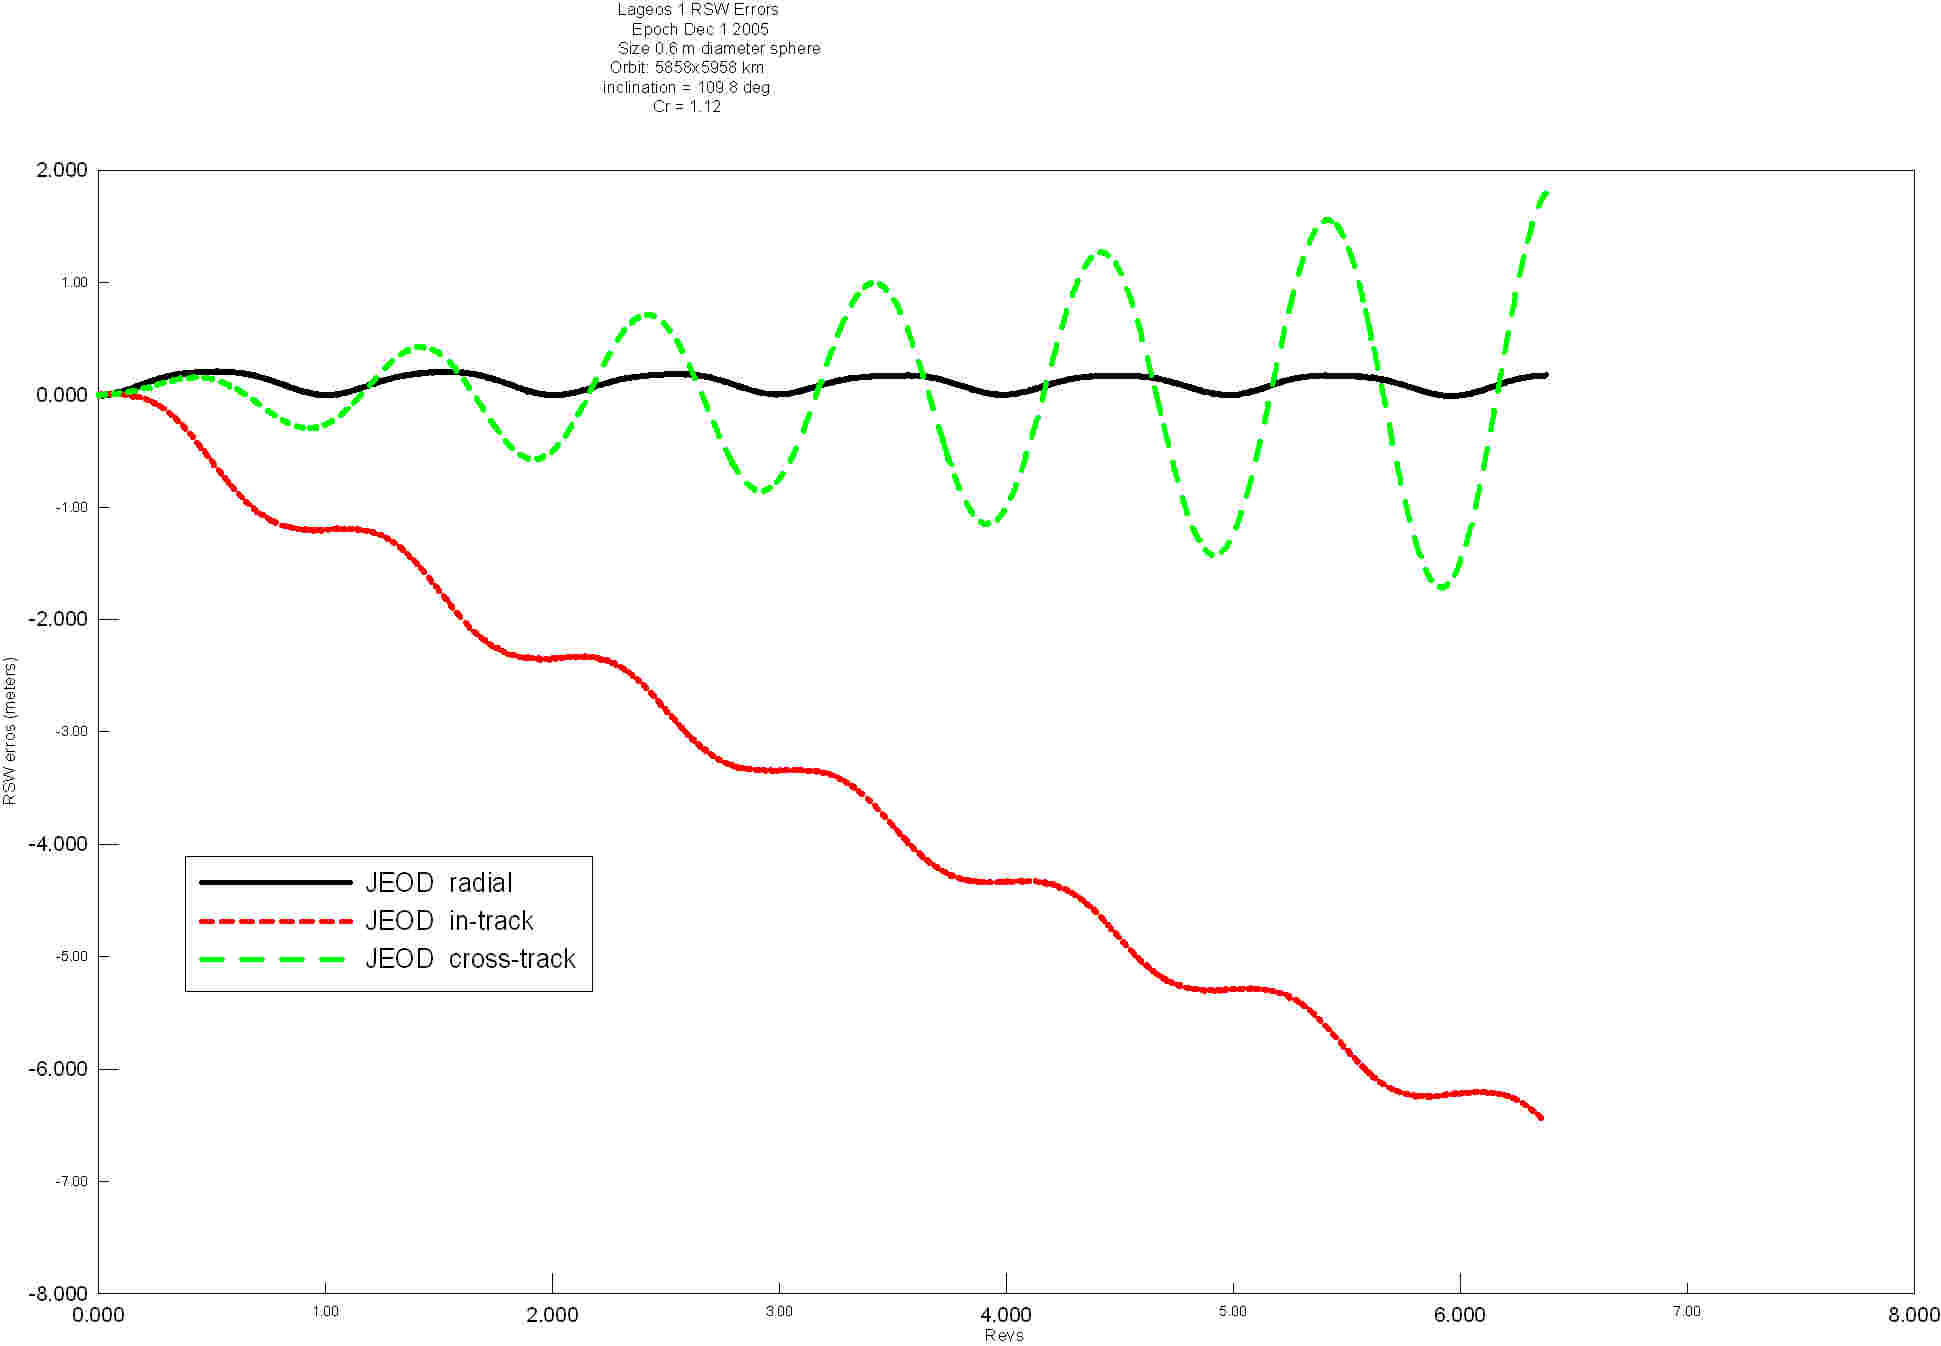 Lageos 1 RSW Errors
Epoch Dec 1 2005
Size 0.6 m diameter sphere
Orbit: 5858x5958 km
inclination = 109.8 deg
Cr = 1.12
2.000
1.00
0.000
-1.00
-2.000
-3.00
-4.000
-5.00
-6.000
-7.00
-8.000
RSW erros (meters)
JEOD radial
JEOD in-track
JEOD cross-track
0.000 1.00 2.000 3.00 4.000 5.00 6.000 7.00 8.000
Revs